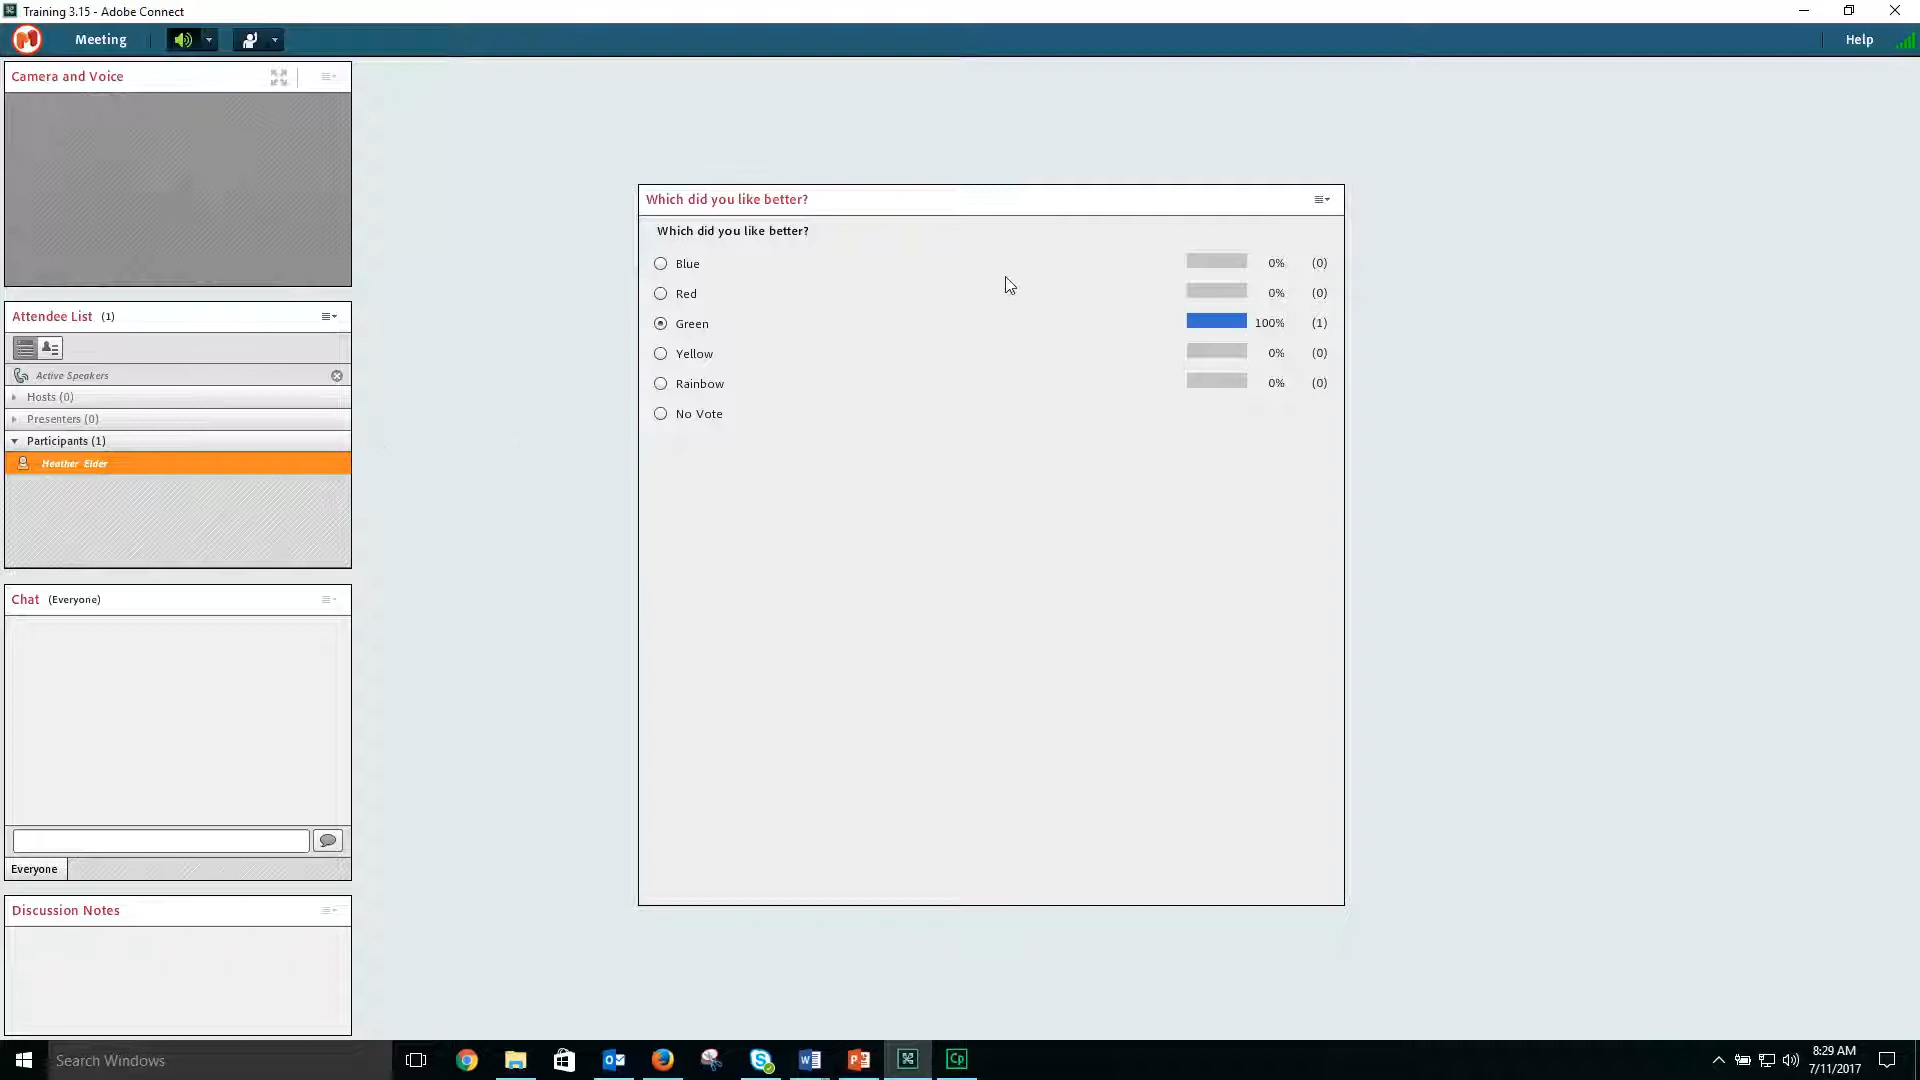 Training 3.15 - Adobe Connect
Meeting
Help
Camera and Voice
Attendee List (1)
Active Speakers
Hosts (0)
Presenters (0)
Participants (1)
Heather Elder
Chat (Everyone)
Everyone
Discussion Notes
Which did you like better?
Which did you like better?
Blue 0% (0)
Red 0% (0)
Green 100% (1)
Yellow 0% (0)
Rainbow 0% (0)
No Vote
Search Windows
8:29 AM
7/11/2017